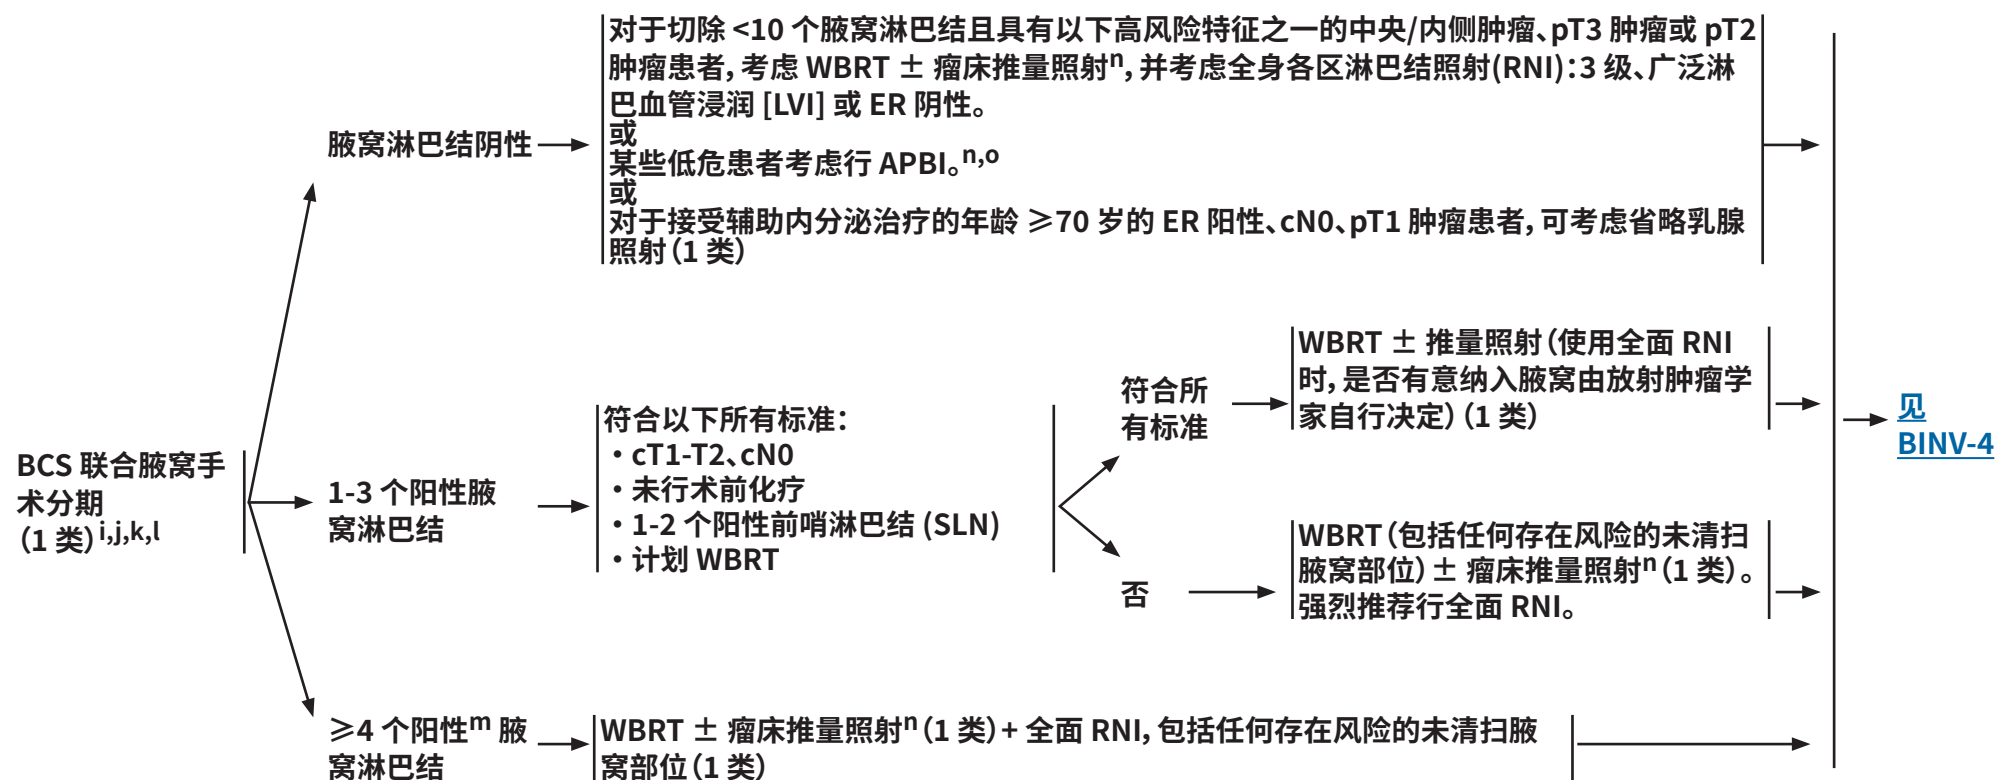 对于切除 <10 个腋窝淋巴结且具有以下高风险特征之一的中央/内侧肿瘤、pT3 肿瘤或 pT2
肿瘤患者，考虑 WBRT ± 瘤床推量照射n，并考虑全身各区淋巴结照射(RNI)：3 级、广泛淋
巴血管浸润 [LVI] 或 ER 阴性。
或
某些低危患者考虑行 APBI。n,o
或
对于接受辅助内分泌治疗的年龄 ≥70 岁的 ER 阳性、cN0、pT1 肿瘤患者，可考虑省略乳腺
照射（1 类）
腋窝淋巴结阴性
BCS 联合腋窝手
术分期
（1 类）i,j,k,l
1-3 个阳性腋
窝淋巴结
符合以下所有标准：
• cT1-T2、cN0
• 未行术前化疗
• 1-2 个阳性前哨淋巴结 (SLN)
• 计划 WBRT
符合所
有标准
WBRT ± 推量照射（使用全面 RNI
时，是否有意纳入腋窝由放射肿瘤学
家自行决定）（1 类）
否
WBRT（包括任何存在风险的未清扫
腋窝部位）± 瘤床推量照射n（1 类）。
强烈推荐行全面 RNI。
≥4 个阳性m 腋
窝淋巴结
WBRT ± 瘤床推量照射n（1 类）+ 全面 RNI，包括任何存在风险的未清扫腋
窝部位（1 类）
见
BINV-4